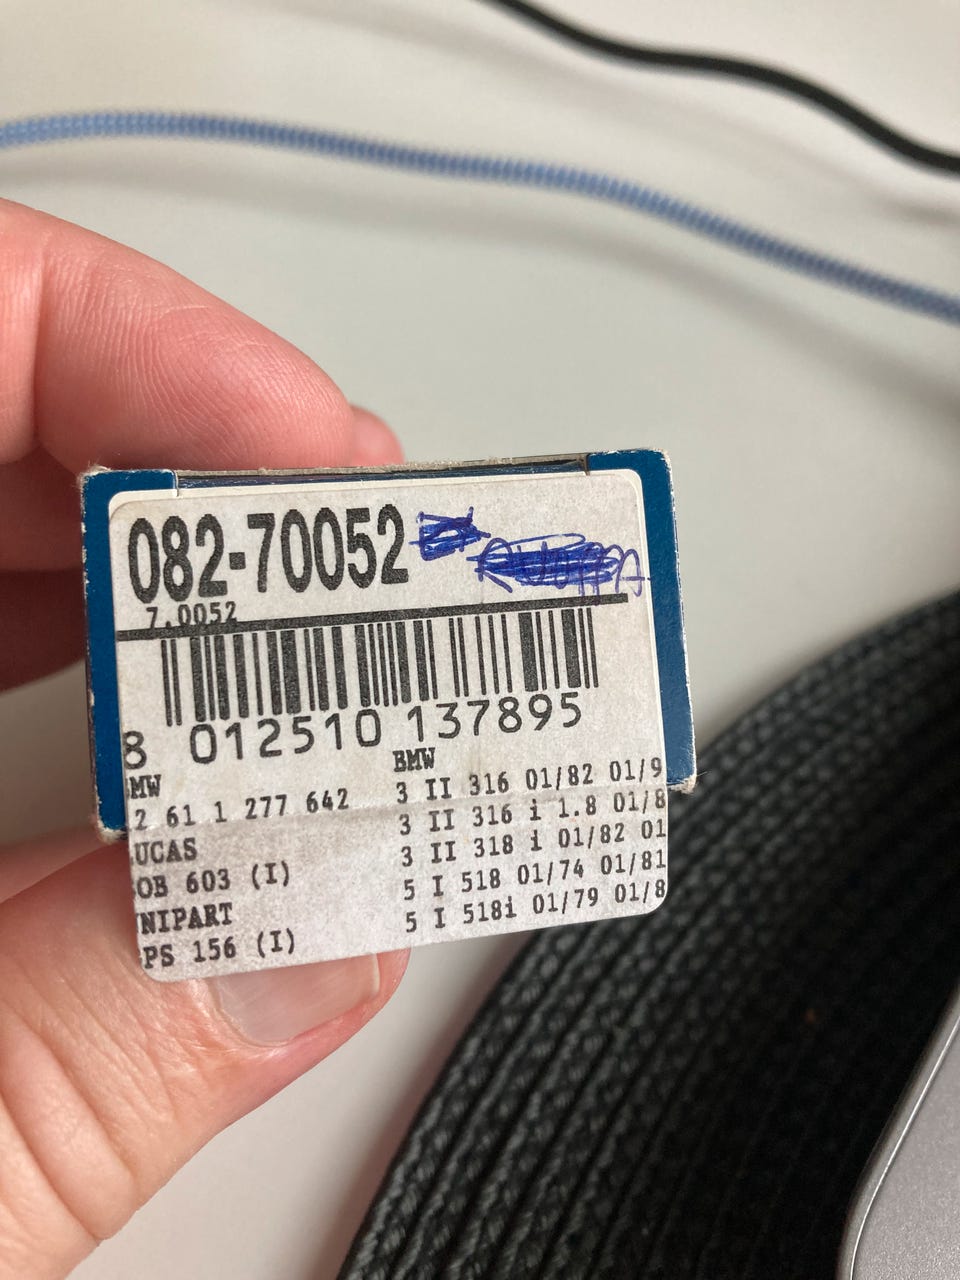 082-70052
7.0052
8 012510 137895
MW
2 61 1 277 642
UCAS
OB 603 (I)
NIPART
PS 156 (I)
BMW
3 II 316 01/82 01/9
3 II 316 i 1.8 01/8
3 II 318 i 01/82 01
5 I 518 01/74 01/81
5 I 518i 01/79 01/8